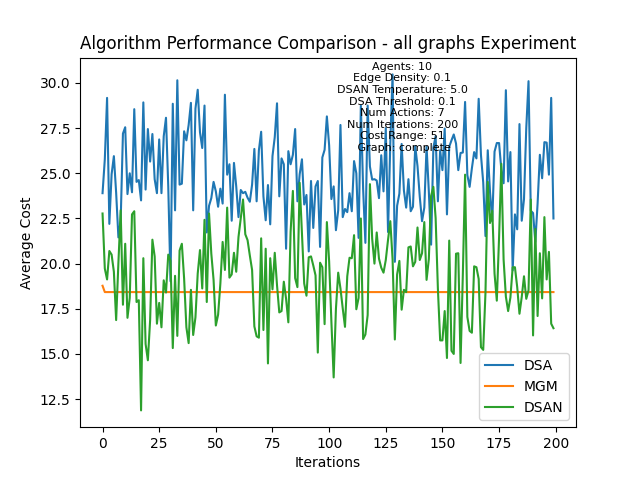 Algorithm Performance Comparison - all graphs Experiment
Agents: 10
Edge Density: 0.1
DSAN Temperature: 5.0
DSA Threshold: 0.1
Num Actions: 7
Num Iterations: 200
Cost Range: 51
Graph: complete
Average Cost
30.0
27.5
25.0
22.5
20.0
17.5
15.0
12.5
DSA
MGM
DSAN
0
25
50
75
100
125
150
175
200
Iterations